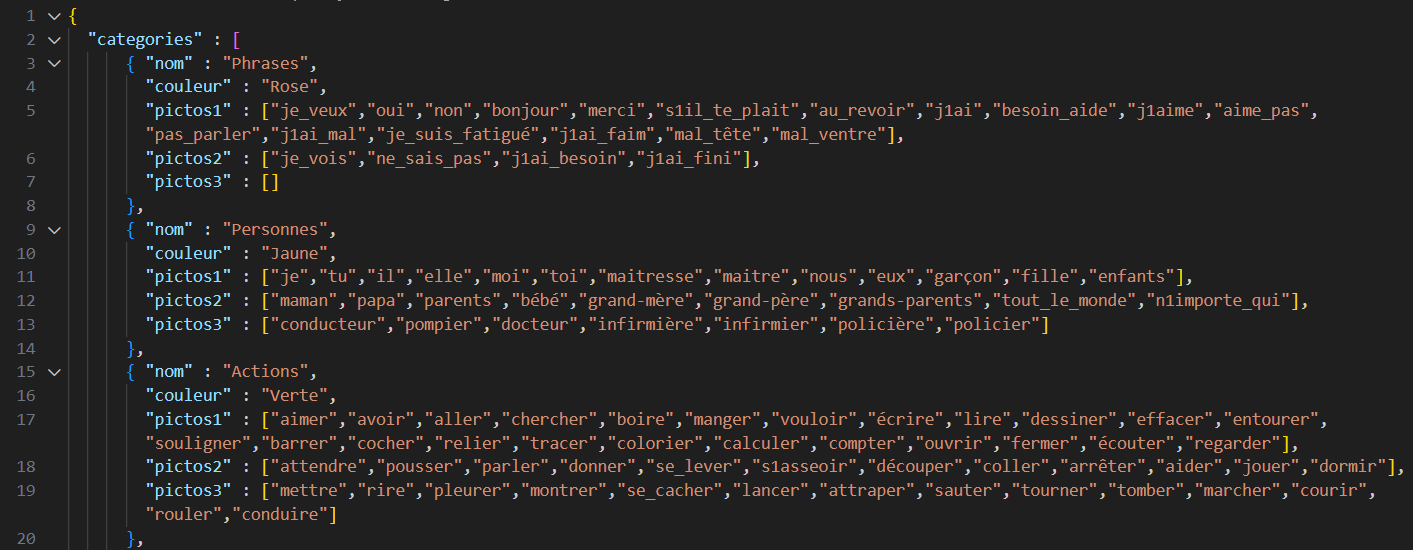 1 {
2 "categories" : [
3 { "nom" : "Phrases",
4 "couleur" : "Rose",
5 "pictos1" : ["je_veux","oui","non","bonjour","merci","s1il_te_plait","au_revoir","j1ai","besoin_aide","j1aime","aime_pas",
"pas_parler","j1ai_mal","je_suis_fatigué","j1ai_faim","mal_tête","mal_ventre"],
6 "pictos2" : ["je_vois","ne_sais_pas","j1ai_besoin","j1ai_fini"],
7 "pictos3" : []
8 },
9 { "nom" : "Personnes",
10 "couleur" : "Jaune",
11 "pictos1" : ["je","tu","il","elle","moi","toi","maitresse","maitre","nous","eux","garçon","fille","enfants"],
12 "pictos2" : ["maman","papa","parents","bébé","grand-mère","grand-père","grands-parents","tout_le_monde","n1importe_qui"],
13 "pictos3" : ["conducteur","pompier","docteur","infirmière","infirmier","policière","policier"]
14 },
15 { "nom" : "Actions",
16 "couleur" : "Verte",
17 "pictos1" : ["aimer","avoir","aller","chercher","boire","manger","vouloir","écrire","lire","dessiner","effacer","entourer",
"souligner","barrer","cocher","relier","tracer","colorier","calculer","compter","ouvrir","fermer","écouter","regarder"],
18 "pictos2" : ["attendre","pousser","parler","donner","se_lever","s1asseoir","découper","coller","arrêter","aider","jouer","dormir"],
19 "pictos3" : ["mettre","rire","pleurer","montrer","se_cacher","lancer","attraper","sauter","tourner","tomber","marcher","courir",
"rouler","conduire"]
20 },